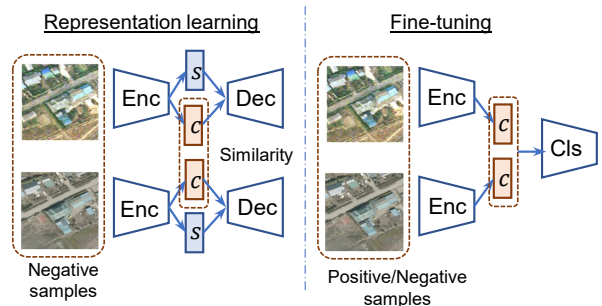 Representation learning
Fine-tuning
Enc
s
c
Dec
Similarity
Enc
c
s
Dec
Negative
samples
Enc
c
Enc
c
Cls
Positive/Negative
samples